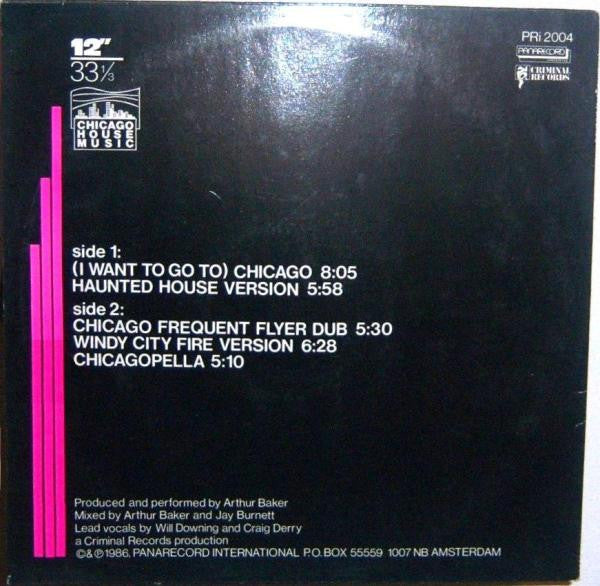 12"
33⅓
CHICAGO
HOUSE
MUSIC
PRi 2004
PANARECORD
CRIMINAL
RECORDS
side 1:
(I WANT TO GO TO) CHICAGO 8:05
HAUNTED HOUSE VERSION 5:58
side 2:
CHICAGO FREQUENT FLYER DUB 5:30
WINDY CITY FIRE VERSION 6:28
CHICAGOPELLA 5:10
Produced and performed by Arthur Baker
Mixed by Arthur Baker and Jay Burnett
Lead vocals by Will Downing and Craig Derry
a Criminal Records production
©&℗1986, PANARECORD INTERNATIONAL P.O. BOX 55559 1007 NB AMSTERDAM